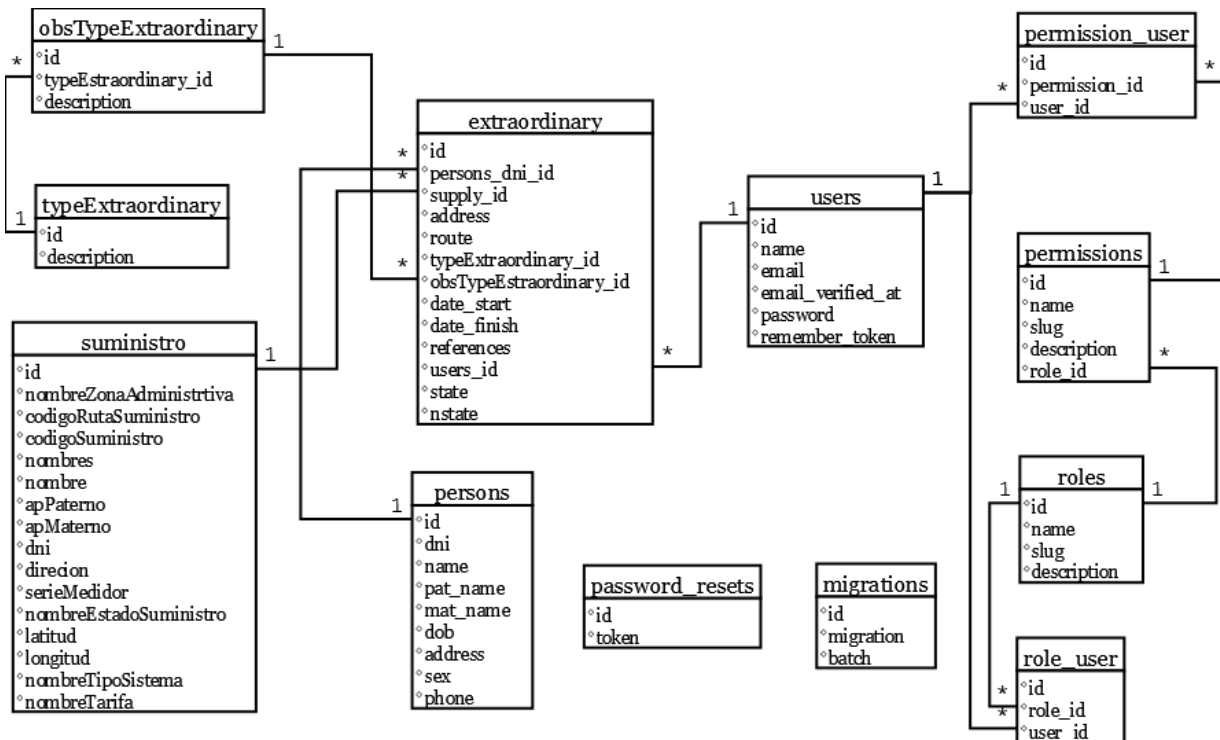 obsTypeExtraordinary
id
typeEstraordinary_id
description
1
*
typeExtraordinary
id
description
1
suministro
id
nombreZonaAdministrtiva
codigoRutaSuministro
codigoSuministro
nombres
nombre
apPaterno
apMaterno
dni
direcion
serieMedidor
nombreEstadoSuministro
latitud
longitud
nombreTipoSistema
nombreTarifa
1
extraordinary
id
persons_dni_id
supply_id
address
route
typeExtraordinary_id
obsTypeEstraordinary_id
date_start
date_finish
references
users_id
state
nstate
*
*
*
*
persons
id
dni
name
pat_name
mat_name
dob
address
sex
phone
1
password_resets
id
token
users
id
name
email
email_verified_at
password
remember_token
1
1
migrations
id
migration
batch
permission_user
id
permission_id
user_id
*
*
permissions
id
name
slug
description
role_id
1
*
roles
id
name
slug
description
1
1
role_user
id
role_id
user_id
*
*